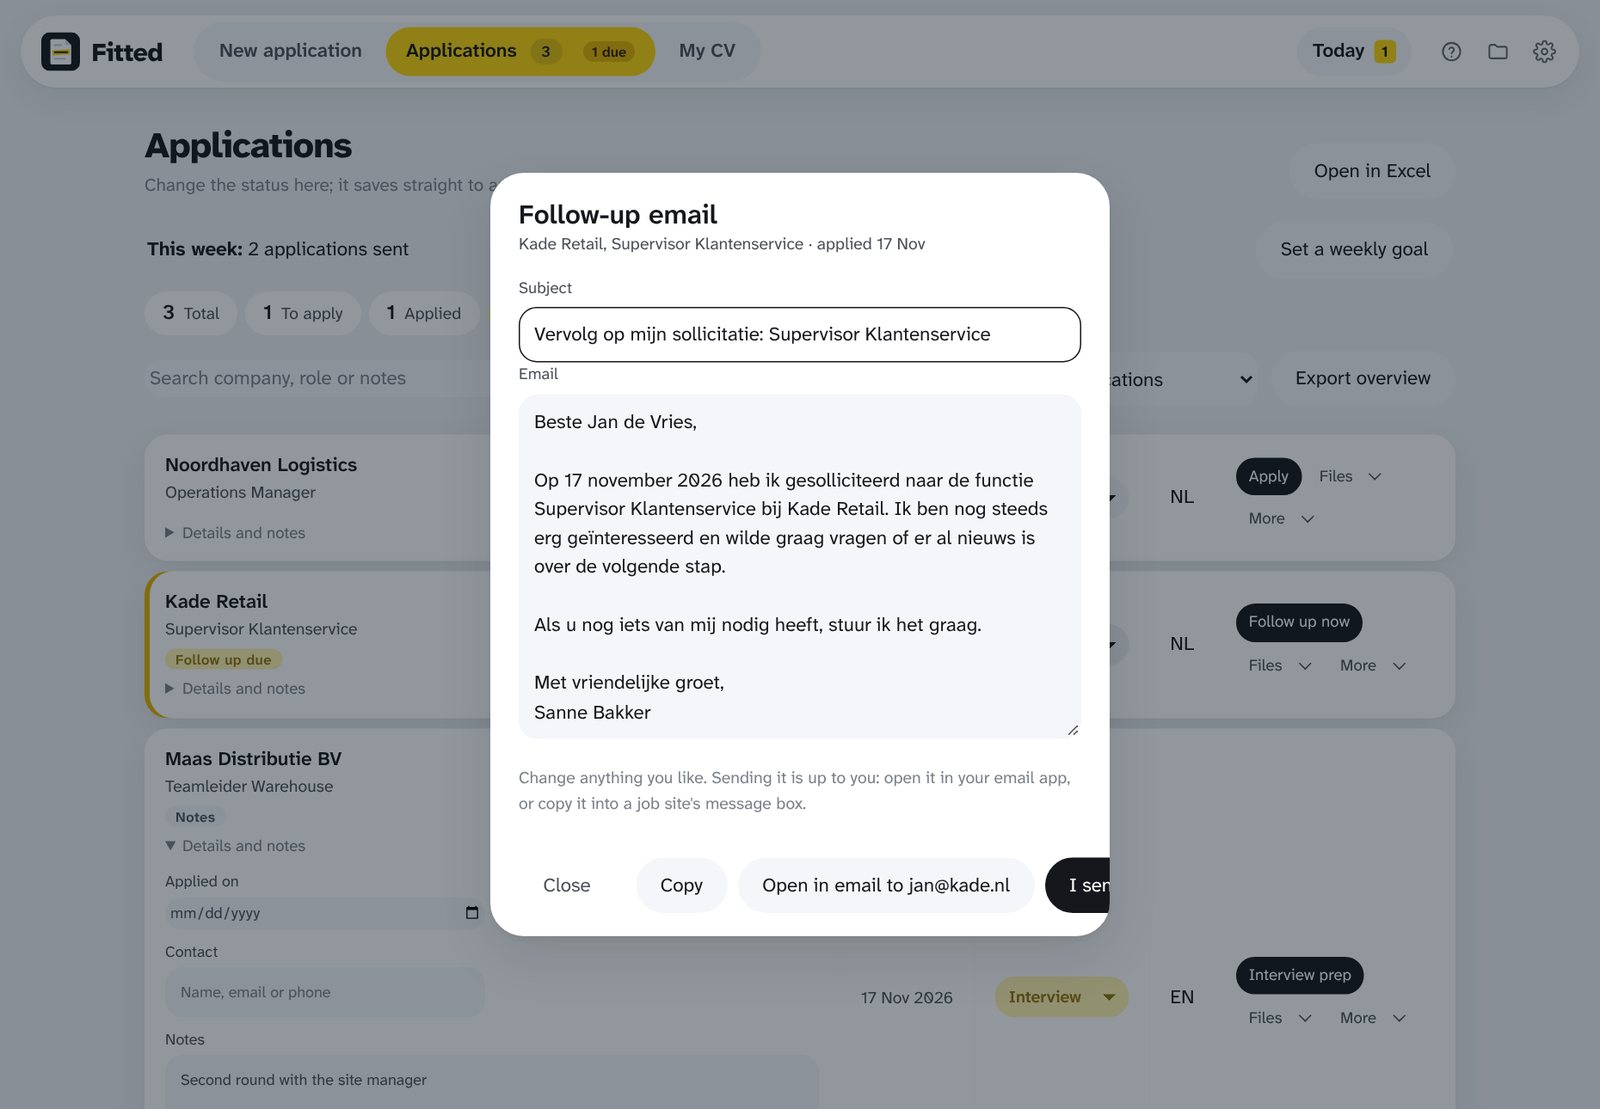 Fitted
New application
Applications 3 1 due
My CV
Today 1
Applications
Change the status here; it saves straight to
Open in Excel
This week: 2 applications sent
Set a weekly goal
3 Total
1 To apply
1 Applied
Search company, role or notes
Export overview
Noordhaven Logistics
Operations Manager
Details and notes
NL
Apply
Files
More
Kade Retail
Supervisor Klantenservice
Follow up due
Details and notes
NL
Follow up now
Files
More
Maas Distributie BV
Teamleider Warehouse
Notes
Details and notes
Applied on
mm/dd/yyyy
Contact
Name, email or phone
17 Nov 2026
Interview
EN
Interview prep
Files
More
Notes
Second round with the site manager
Follow-up email
Kade Retail, Supervisor Klantenservice · applied 17 Nov
Subject
Vervolg op mijn sollicitatie: Supervisor Klantenservice
Email
Beste Jan de Vries,
Op 17 november 2026 heb ik gesolliciteerd naar de functie
Supervisor Klantenservice bij Kade Retail. Ik ben nog steeds
erg geïnteresseerd en wilde graag vragen of er al nieuws is
over de volgende stap.
Als u nog iets van mij nodig heeft, stuur ik het graag.
Met vriendelijke groet,
Sanne Bakker
Change anything you like. Sending it is up to you: open it in your email app,
or copy it into a job site's message box.
Close
Copy
Open in email to jan@kade.nl
I